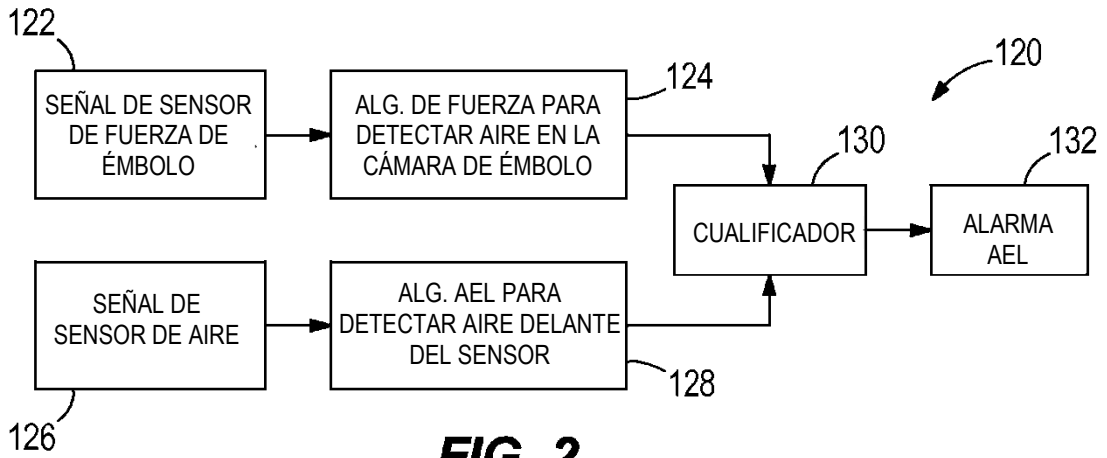 122
SEÑAL DE SENSOR
DE FUERZA DE
ÉMBOLO
124
ALG. DE FUERZA PARA
DETECTAR AIRE EN LA
CÁMARA DE ÉMBOLO
120
130
CUALIFICADOR
132
ALARMA
AEL
SEÑAL DE
SENSOR DE AIRE
126
ALG. AEL PARA
DETECTAR AIRE DELANTE
DEL SENSOR
128
FIG. 2